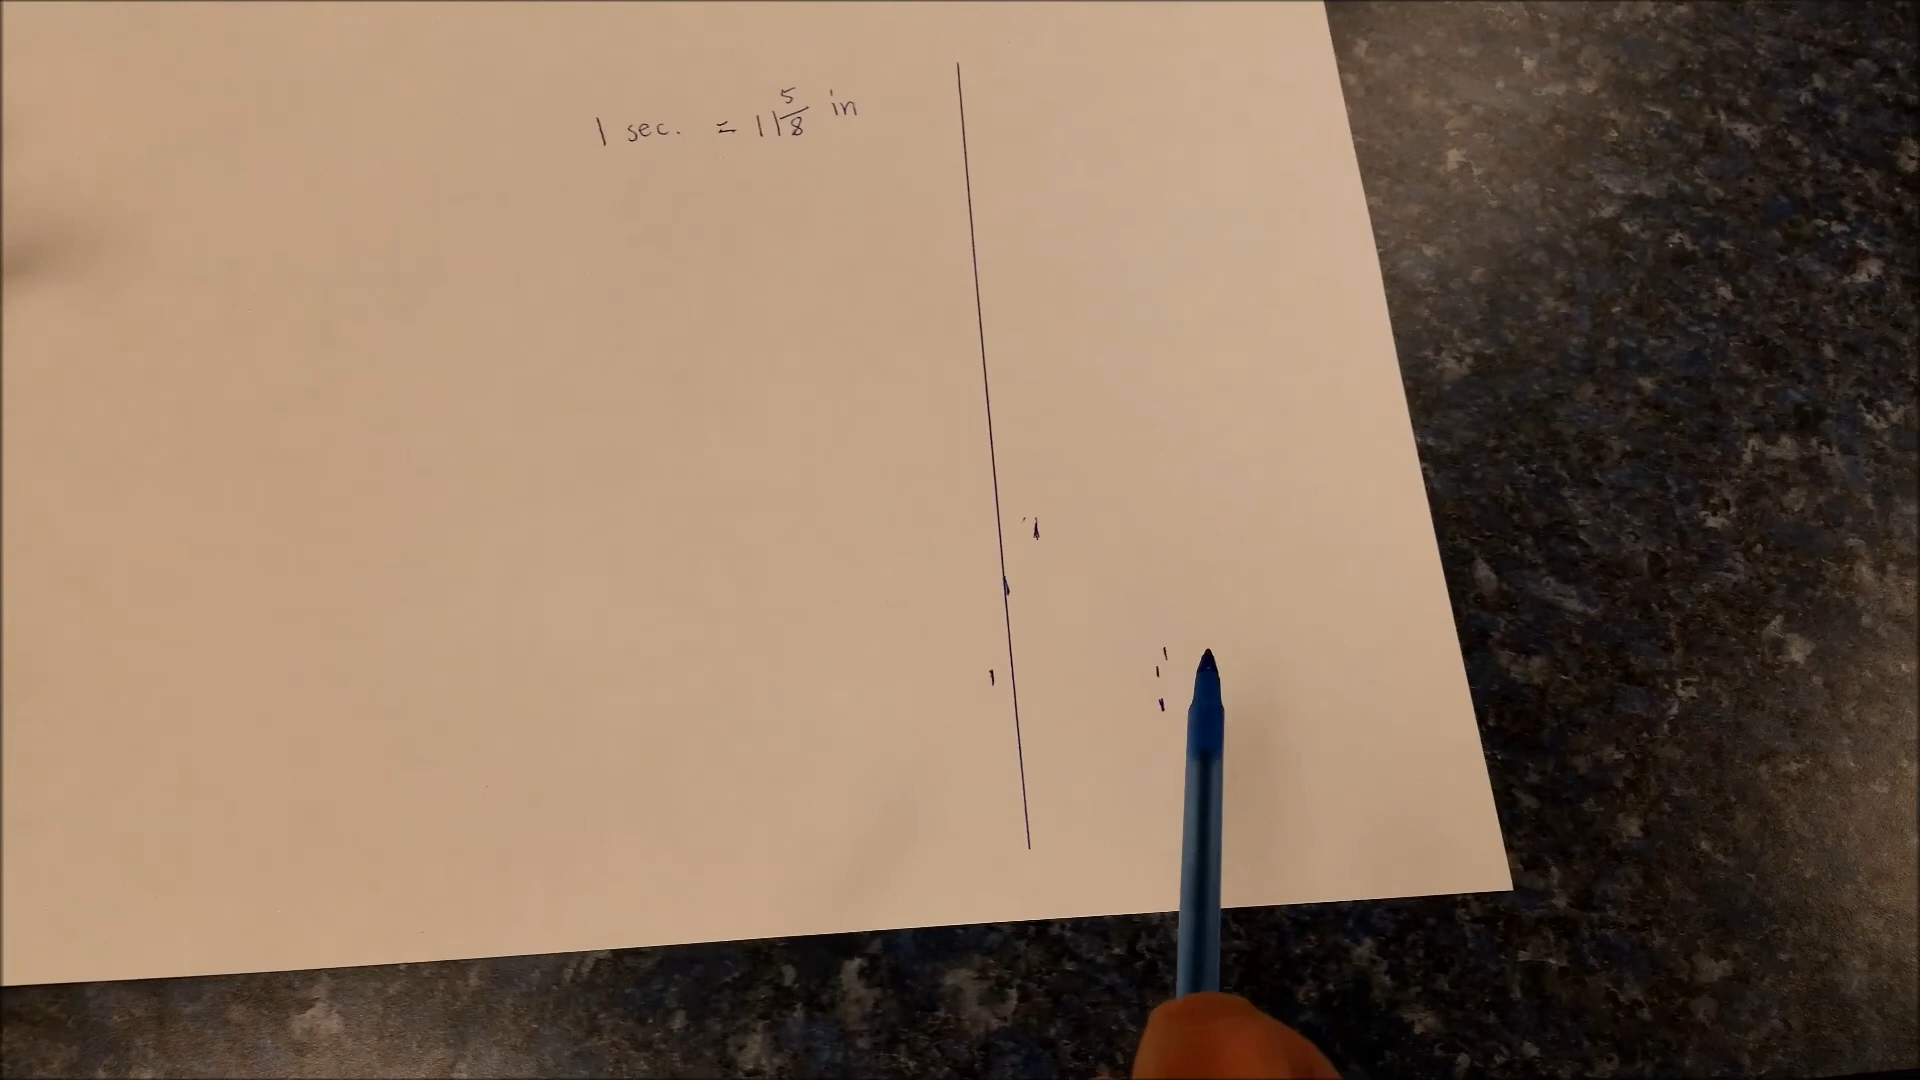 1 sec. = 11 5/8 in